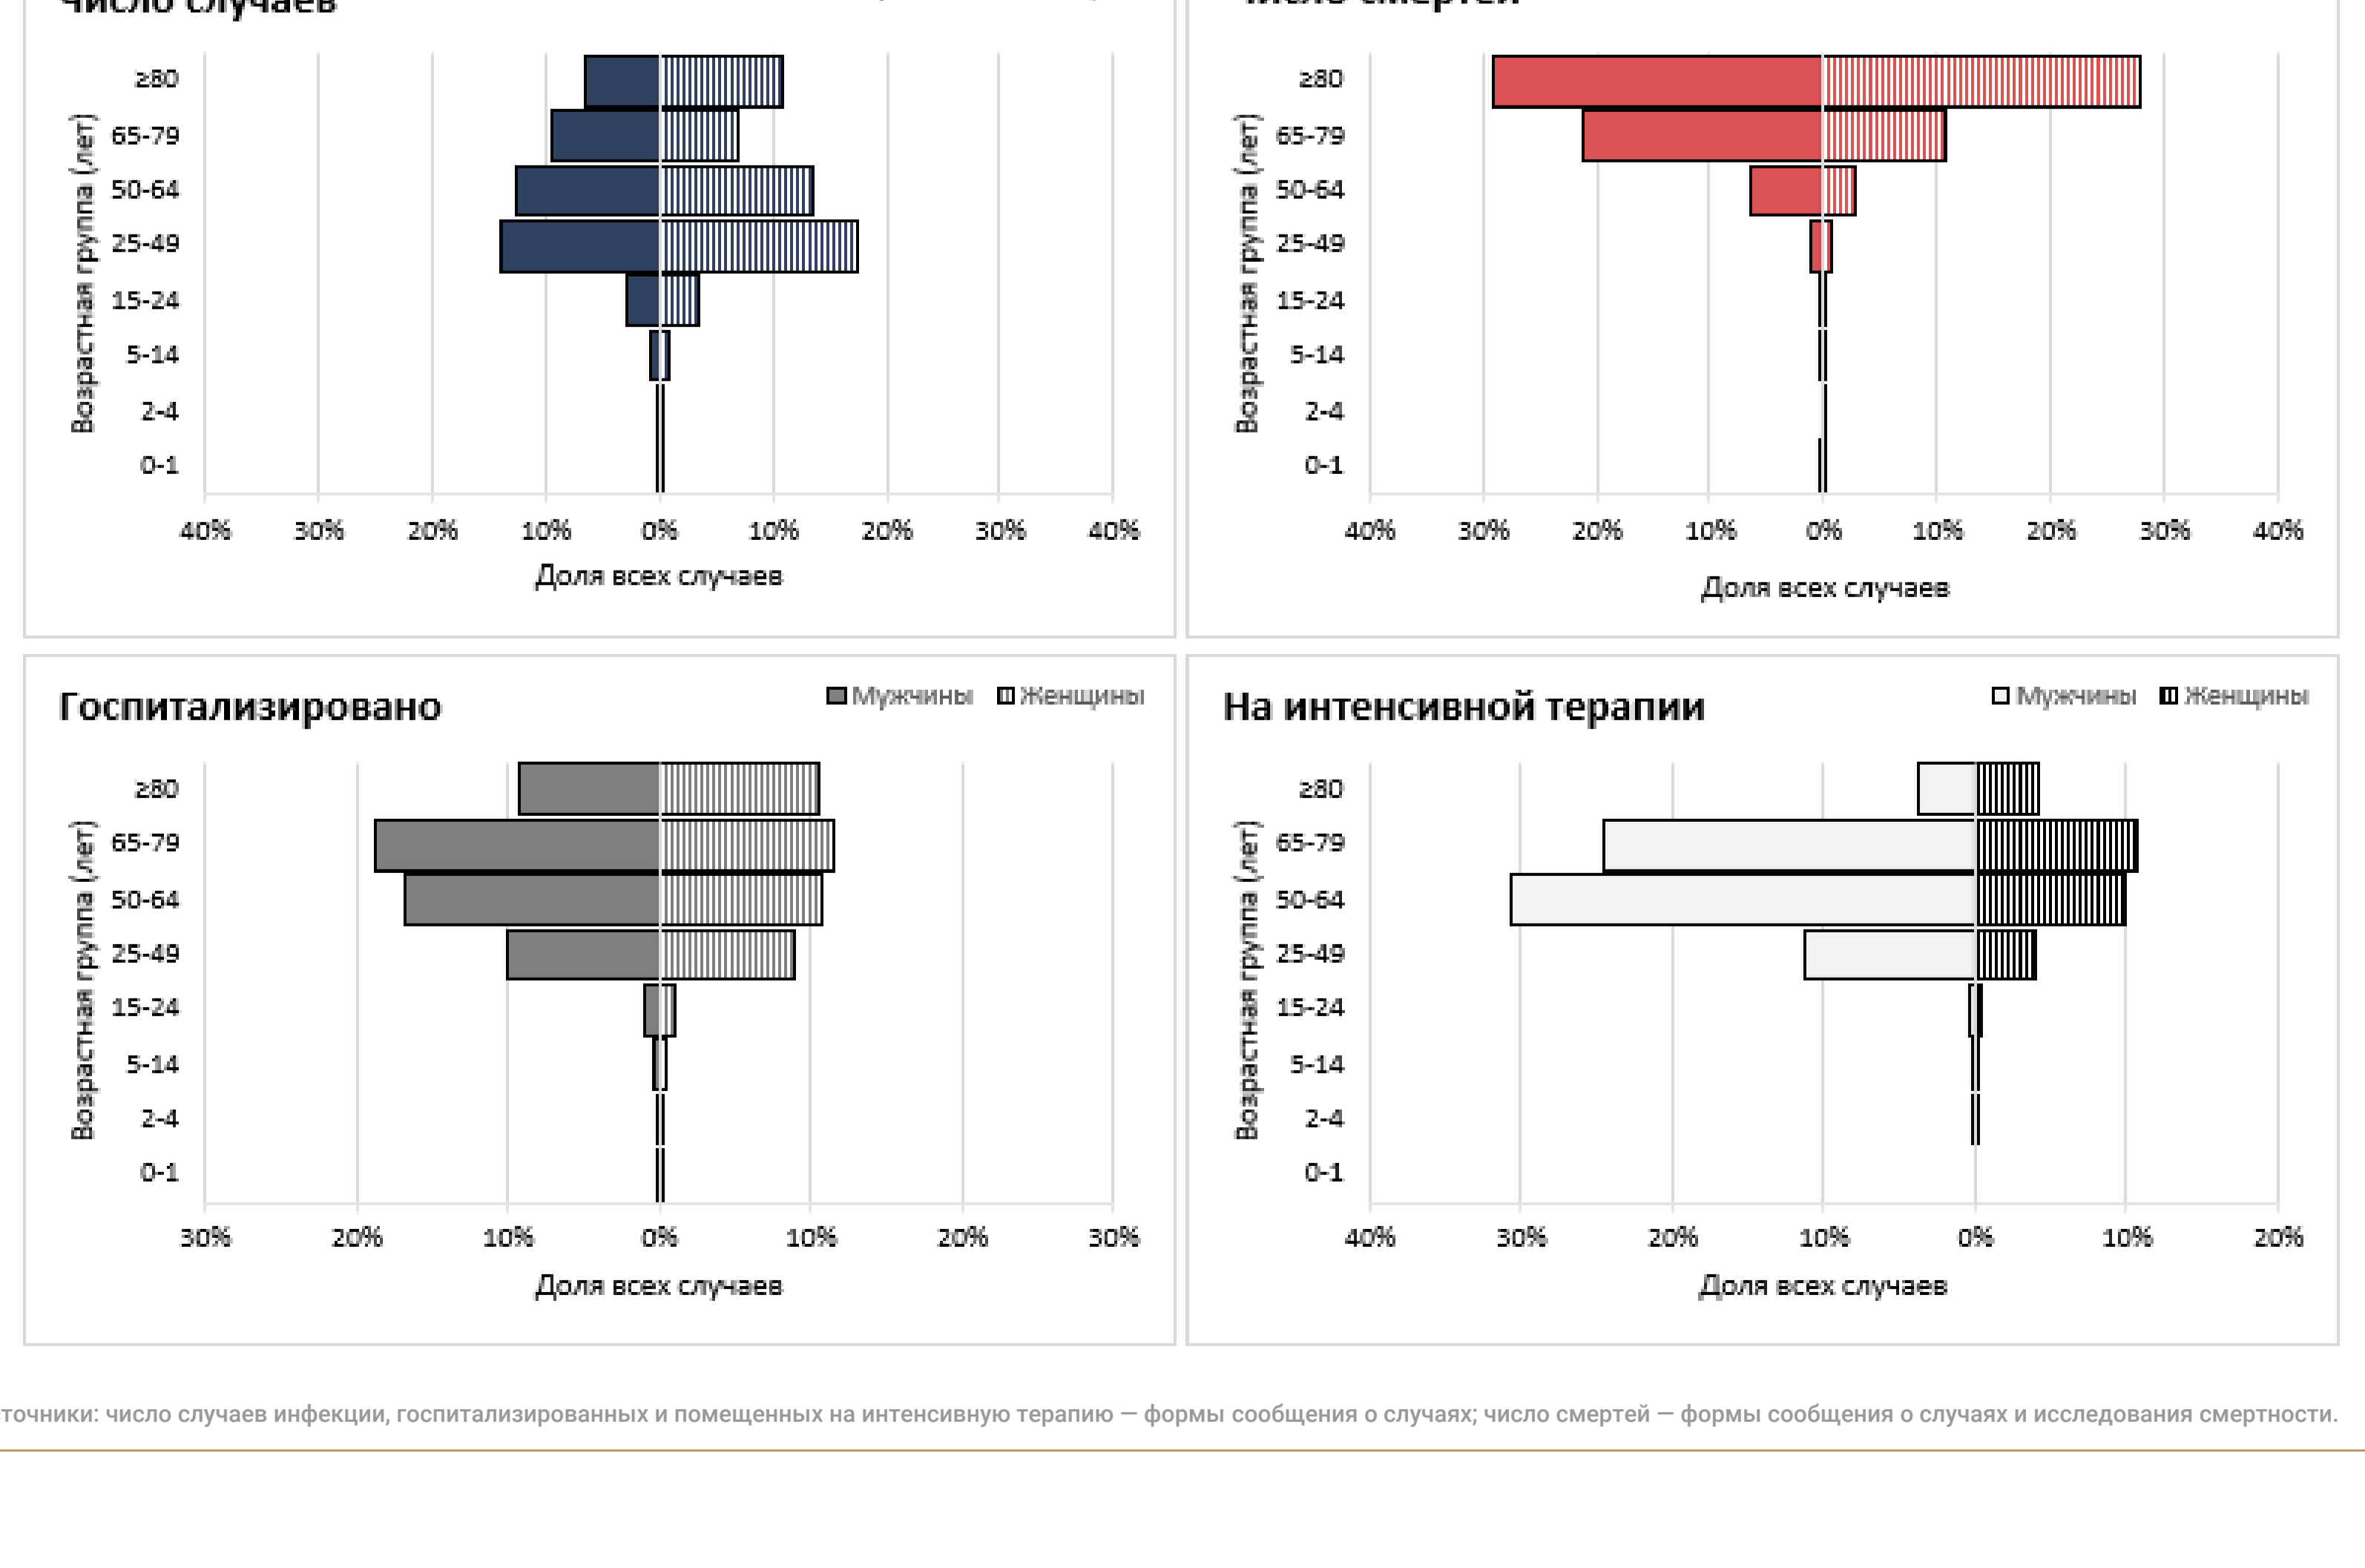 Число случаев
Число смертей
≥80
65-79
50-64
25-49
15-24
5-14
2-4
0-1
Возрастная группа (лет)
40% 30% 20% 10% 0% 10% 20% 30% 40%
Доля всех случаев
≥80
65-79
50-64
25-49
15-24
5-14
2-4
0-1
Возрастная группа (лет)
40% 30% 20% 10% 0% 10% 20% 30% 40%
Доля всех случаев
Госпитализировано
Мужчины Женщины
≥80
65-79
50-64
25-49
15-24
5-14
2-4
0-1
Возрастная группа (лет)
30% 20% 10% 0% 10% 20% 30%
Доля всех случаев
На интенсивной терапии
Мужчины Женщины
≥80
65-79
50-64
25-49
15-24
5-14
2-4
0-1
Возрастная группа (лет)
40% 30% 20% 10% 0% 10% 20%
Доля всех случаев
точники: число случаев инфекции, госпитализированных и помещенных на интенсивную терапию — формы сообщения о случаях; число смертей — формы сообщения о случаях и исследования смертности.